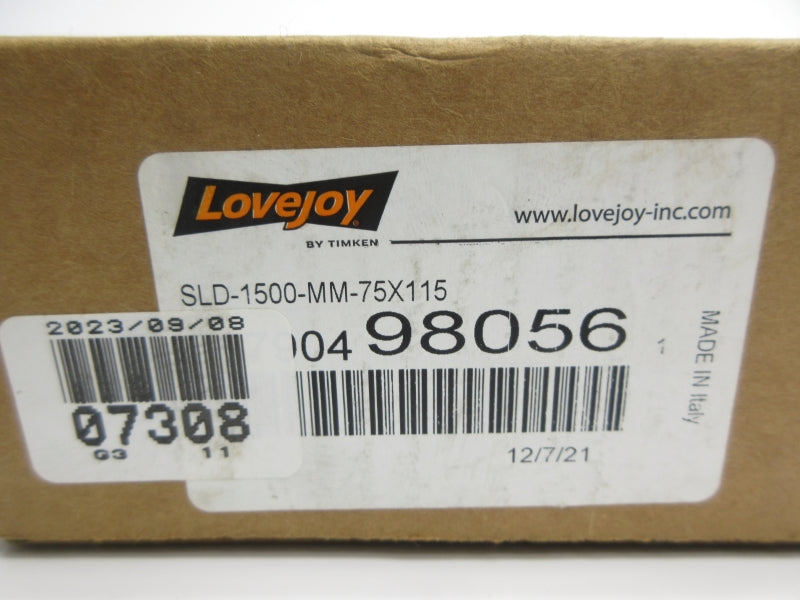 Lovejoy
BY TIMKEN
www.lovejoy-inc.com
SLD-1500-MM-75X115
98056
12/7/21
MADE IN Italy
2023/09/08
07308
G3 11